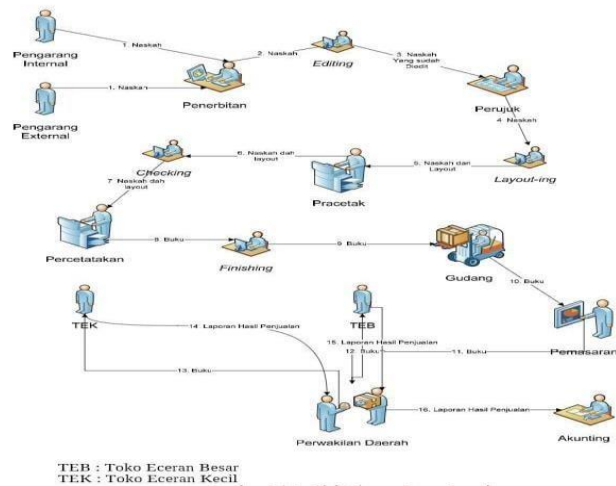 Pengarang
Internal
1. Naskah
2. Naskah
Editing
3. Naskah
Yang sudah
Diedit
Penerbitan
Perujuk
1. Naskah
Pengarang
External
4. Naskah
Layout-ing
5. Naskah dan
Layout
Pracetak
6. Naskah dah
layout
Checking
7. Naskah dah
layout
Percetatakan
8. Buku
Finishing
9. Buku
Gudang
10. Buku
Pemasaran
TEK
14. Laporan Hasil Penjualan
TEB
15. Laporan Hasil Penjualan
12. Buku
11. Buku
13. Buku
Perwakilan Daerah
16. Laporan Hasil Penjualan
Akunting
TEB : Toko Eceran Besar
TEK : Toko Eceran Kecil